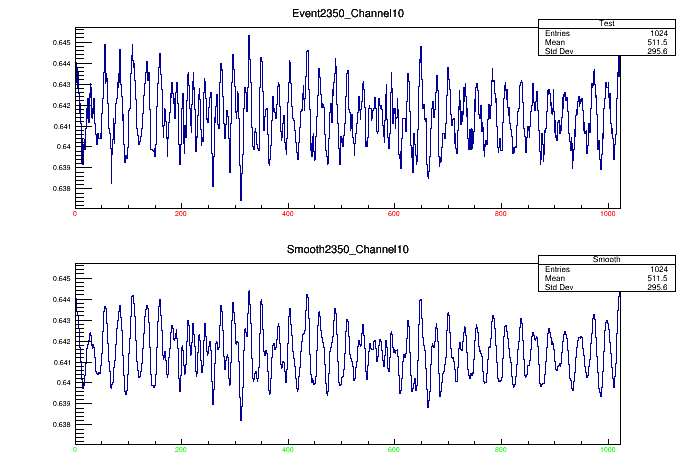 Event2350_Channel10
Test
Entries 1024
Mean 511.5
Std Dev 295.6
0.645
0.644
0.643
0.642
0.641
0.64
0.639
0.638
0 200 400 600 800 1000
Smooth2350_Channel10
Smooth
Entries 1024
Mean 511.5
Std Dev 295.6
0.645
0.644
0.643
0.642
0.641
0.64
0.639
0.638
0 200 400 600 800 1000